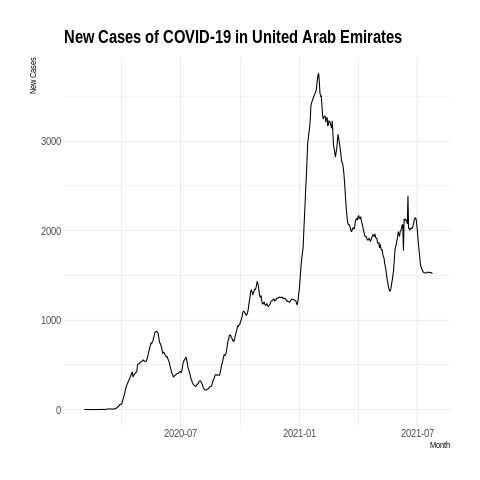 New Cases of COVID-19 in United Arab Emirates
New Cases
3000
2000
1000
0
2020-07
2021-01
2021-07
Month